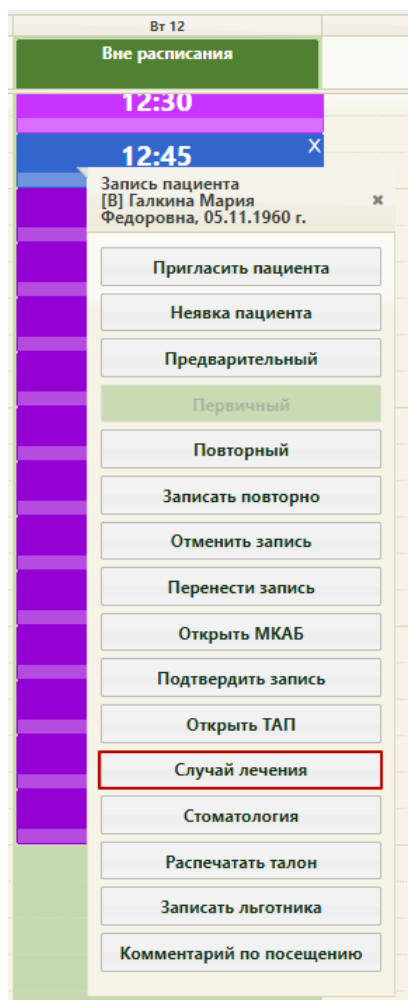 Вт 12
Вне расписания
12:30
12:45 X
Запись пациента
[В] Галкина Мария
Федоровна, 05.11.1960 г.
Пригласить пациента
Неявка пациента
Предварительный
Первичный
Повторный
Записать повторно
Отменить запись
Перенести запись
Открыть МКАБ
Подтвердить запись
Открыть ТАП
Случай лечения
Стоматология
Распечатать талон
Записать льготника
Комментарий по посещению